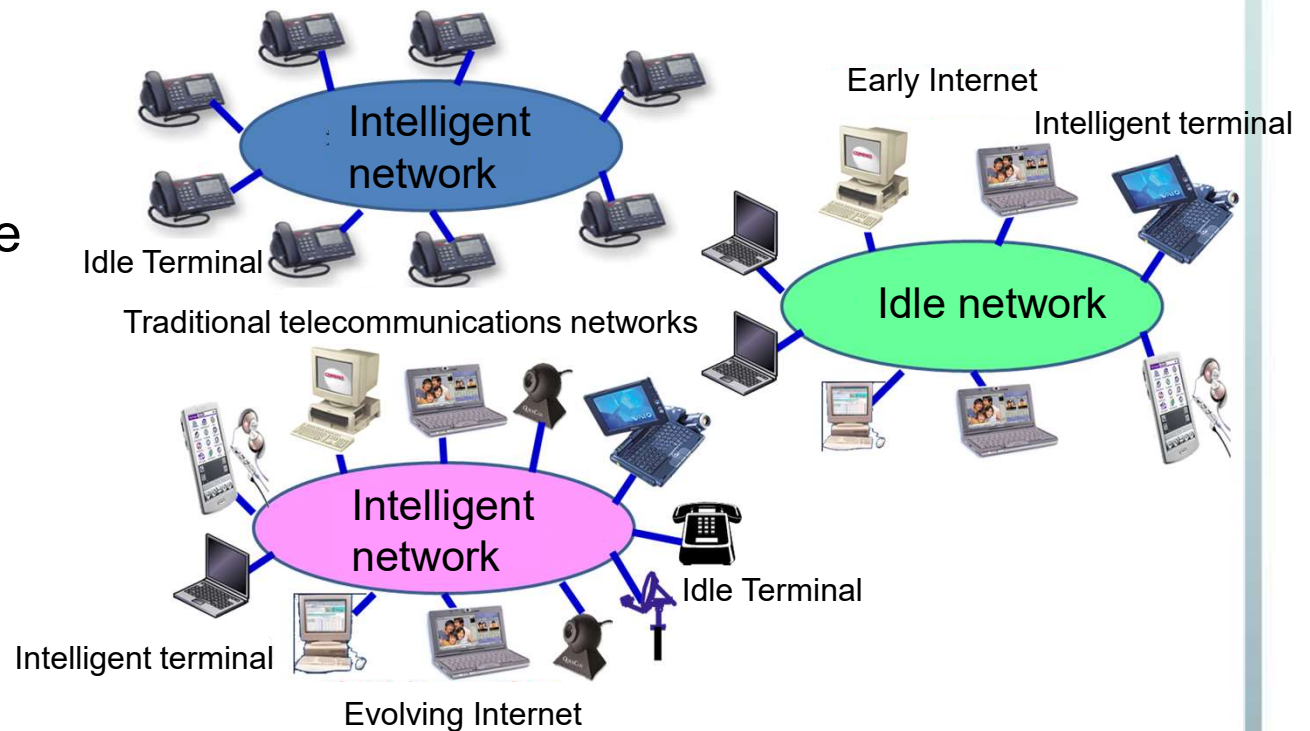 Intelligent
network
e
Idle Terminal
Traditional telecommunications networks
Early Internet
Intelligent terminal
Idle network
Intelligent
network
Idle Terminal
Intelligent terminal
Evolving Internet